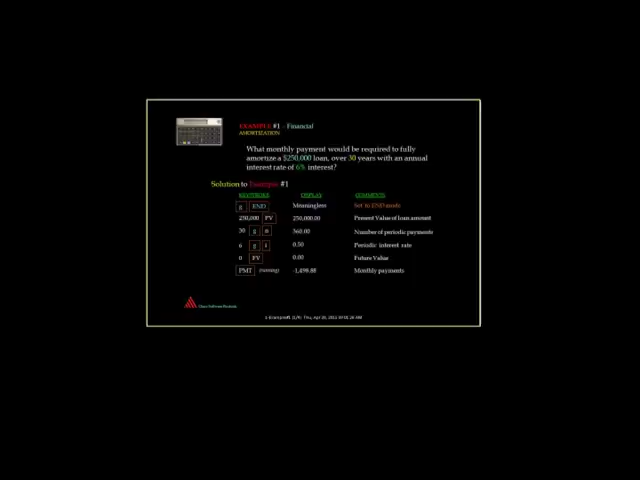 EXAMPLE #1 - Financial
AMORTIZATION
What monthly payment would be required to fully
amortize a $250,000 loan, over 30 years with an annual
interest rate of 6% interest?
Solution to Example #1
KEYSTROKE DISPLAY COMMENTS
g END Meaningless Set to END mode
250,000 PV 250,000.00 Present Value of loan amount
30 g n 360.00 Number of periodic payments
6 g i 0.50 Periodic interest rate
0 FV 0.00 Future Value
PMT (running) -1,498.88 Monthly payments
Software